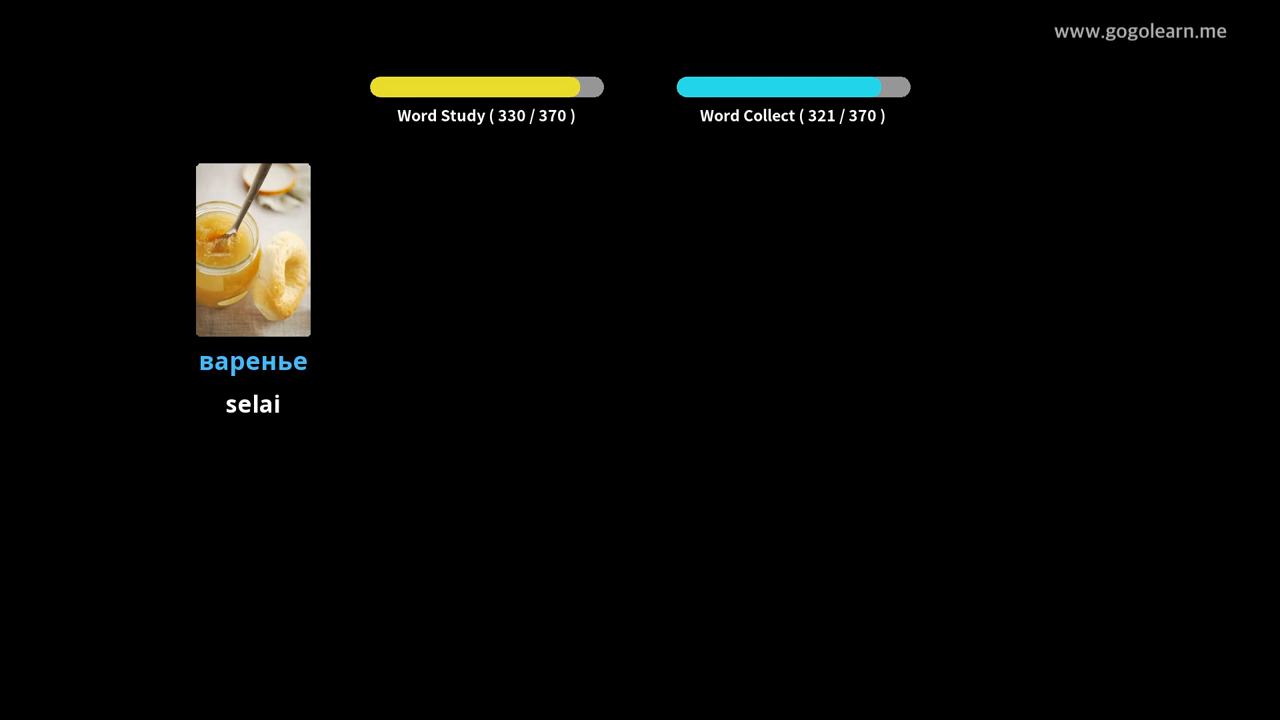 www.gogolearn.me
Word Study ( 330 / 370 )
Word Collect ( 321 / 370 )
варенье
selai